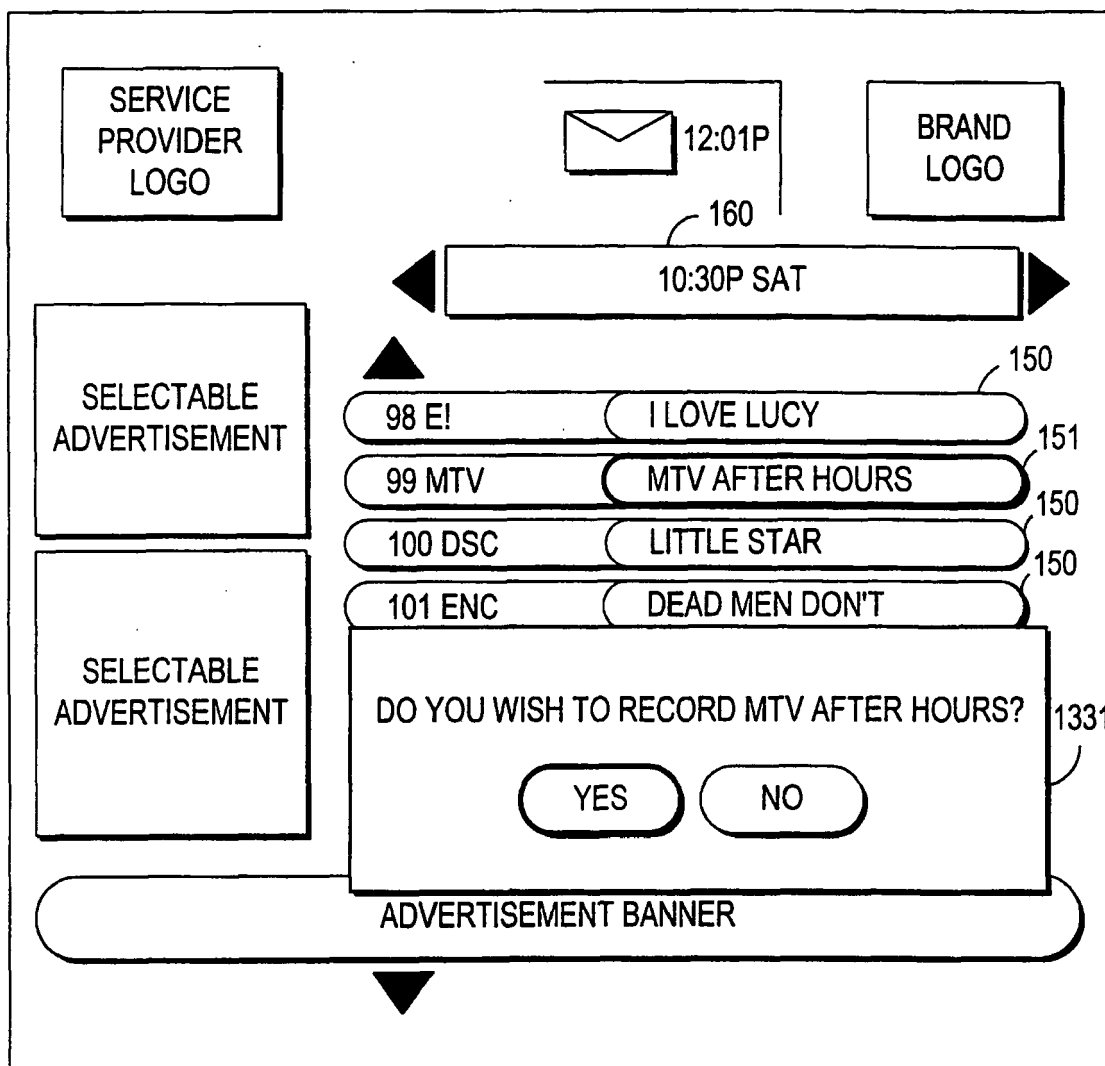 SERVICE
PROVIDER
LOGO
12:01P
BRAND
LOGO
160
10:30P SAT
SELECTABLE
ADVERTISEMENT
150
98 E! I LOVE LUCY
151
99 MTV MTV AFTER HOURS
150
100 DSC LITTLE STAR
150
101 ENC DEAD MEN DON'T
SELECTABLE
ADVERTISEMENT
DO YOU WISH TO RECORD MTV AFTER HOURS?
1331
YES NO
ADVERTISEMENT BANNER